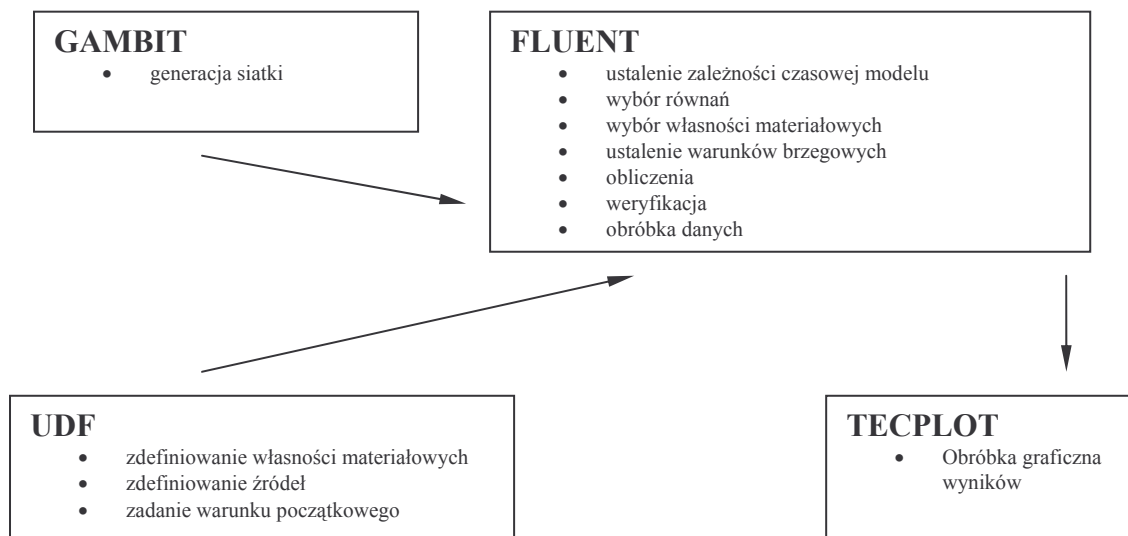 GAMBIT
• generacja siatki
FLUENT
• ustalenie zależności czasowej modelu
• wybór równań
• wybór własności materiałowych
• ustalenie warunków brzegowych
• obliczenia
• weryfikacja
• obróbka danych
UDF
• zdefiniowanie własności materiałowych
• zdefiniowanie źródeł
• zadanie warunku początkowego
TECPLOT
• Obróbka graficzna
wyników